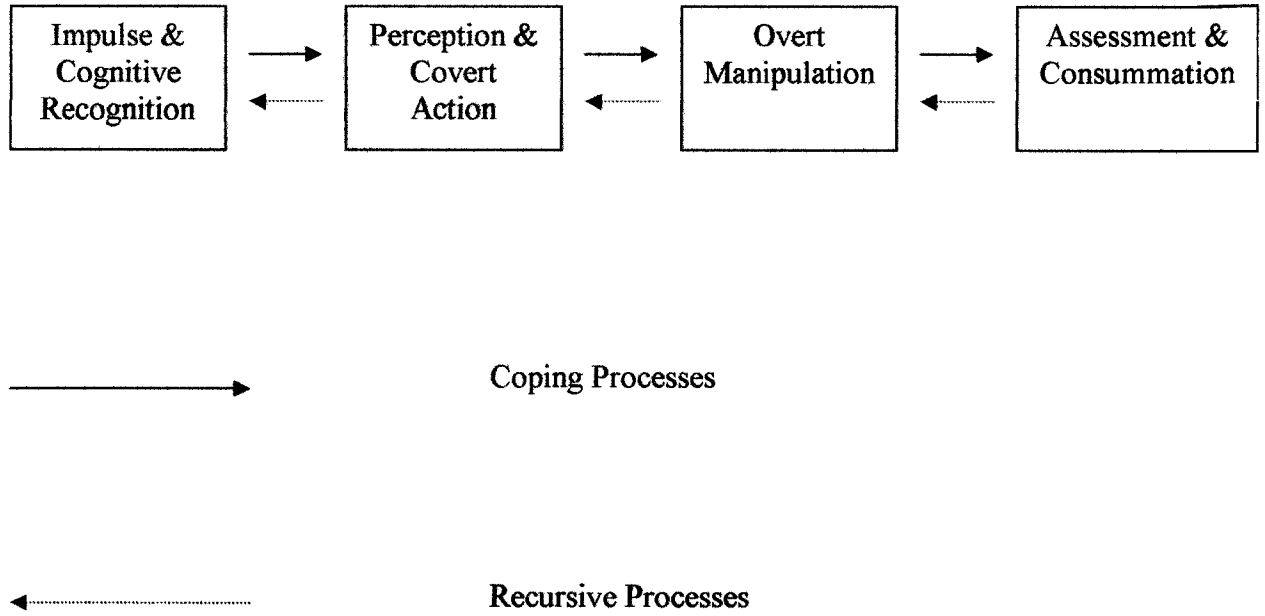 Impulse &
Cognitive
Recognition
Perception &
Covert
Action
Overt
Manipulation
Assessment &
Consummation
Coping Processes
Recursive Processes